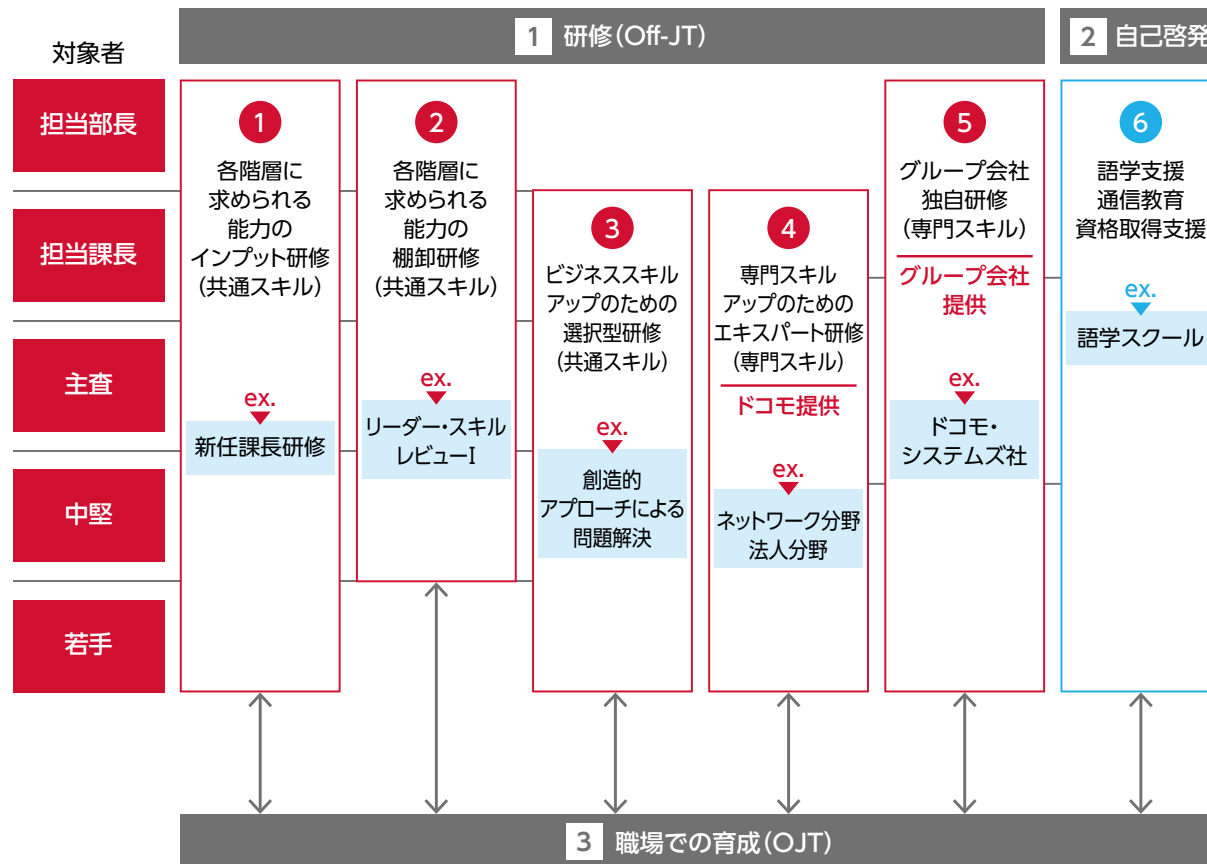 対象者
1 研修(Off-JT)
2 自己啓発
担当部長
担当課長
主査
中堅
若手
1
各階層に
求められる
能力の
インプット研修
(共通スキル)
ex.
新任課長研修
2
各階層に
求められる
能力の
棚卸研修
(共通スキル)
ex.
リーダー・スキル
レビューI
3
ビジネススキル
アップのための
選択型研修
(共通スキル)
ex.
創造的
アプローチによる
問題解決
4
専門スキル
アップのための
エキスパート研修
(専門スキル)
ドコモ提供
ex.
ネットワーク分野
法人分野
5
グループ会社
独自研修
(専門スキル)
グループ会社
提供
ex.
ドコモ・
システムズ社
6
語学支援
通信教育
資格取得支援
ex.
語学スクール
3 職場での育成(OJT)